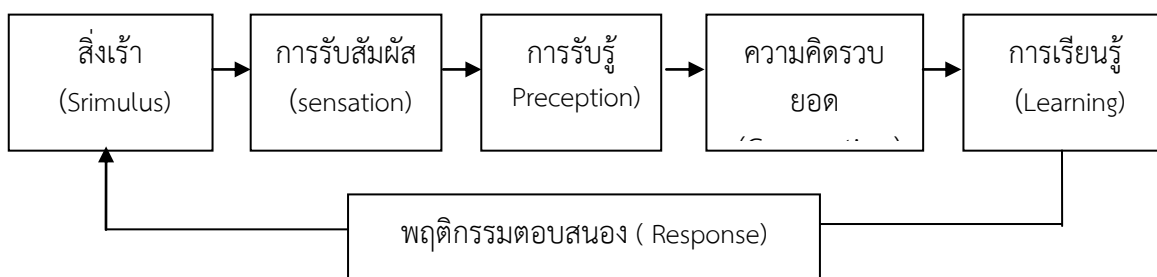 สิ่งเร้า
(Srimulus)
การรับสัมผัส
(sensation)
การรับรู้
Preception)
ความคิดรวบ
ยอด
การเรียนรู้
(Learning)
พฤติกรรมตอบสนอง ( Response)